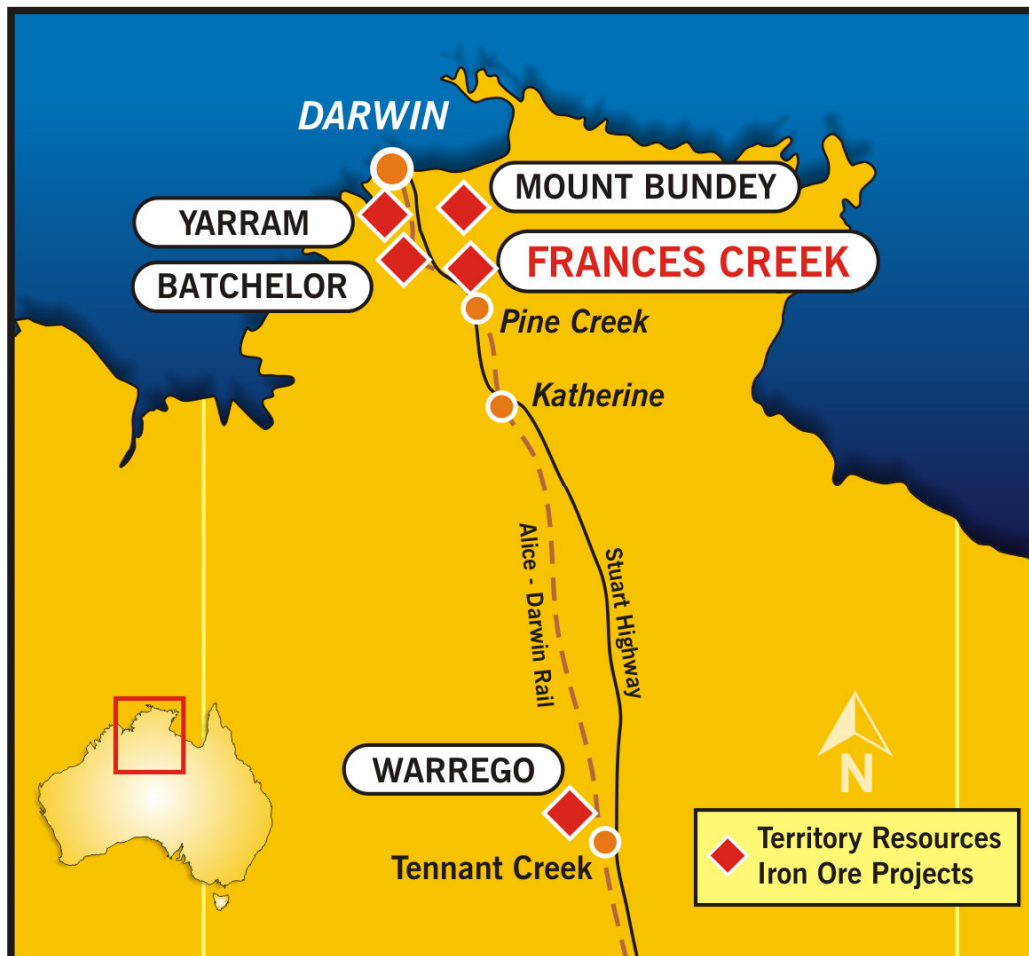 DARWIN
MOUNT BUNDEY
YARRAM
FRANCES CREEK
BATCHELOR
Pine Creek
Katherine
Alice - Darwin Rail
Stuart Highway
WARREGO
N
Tennant Creek
Territory Resources
Iron Ore Projects